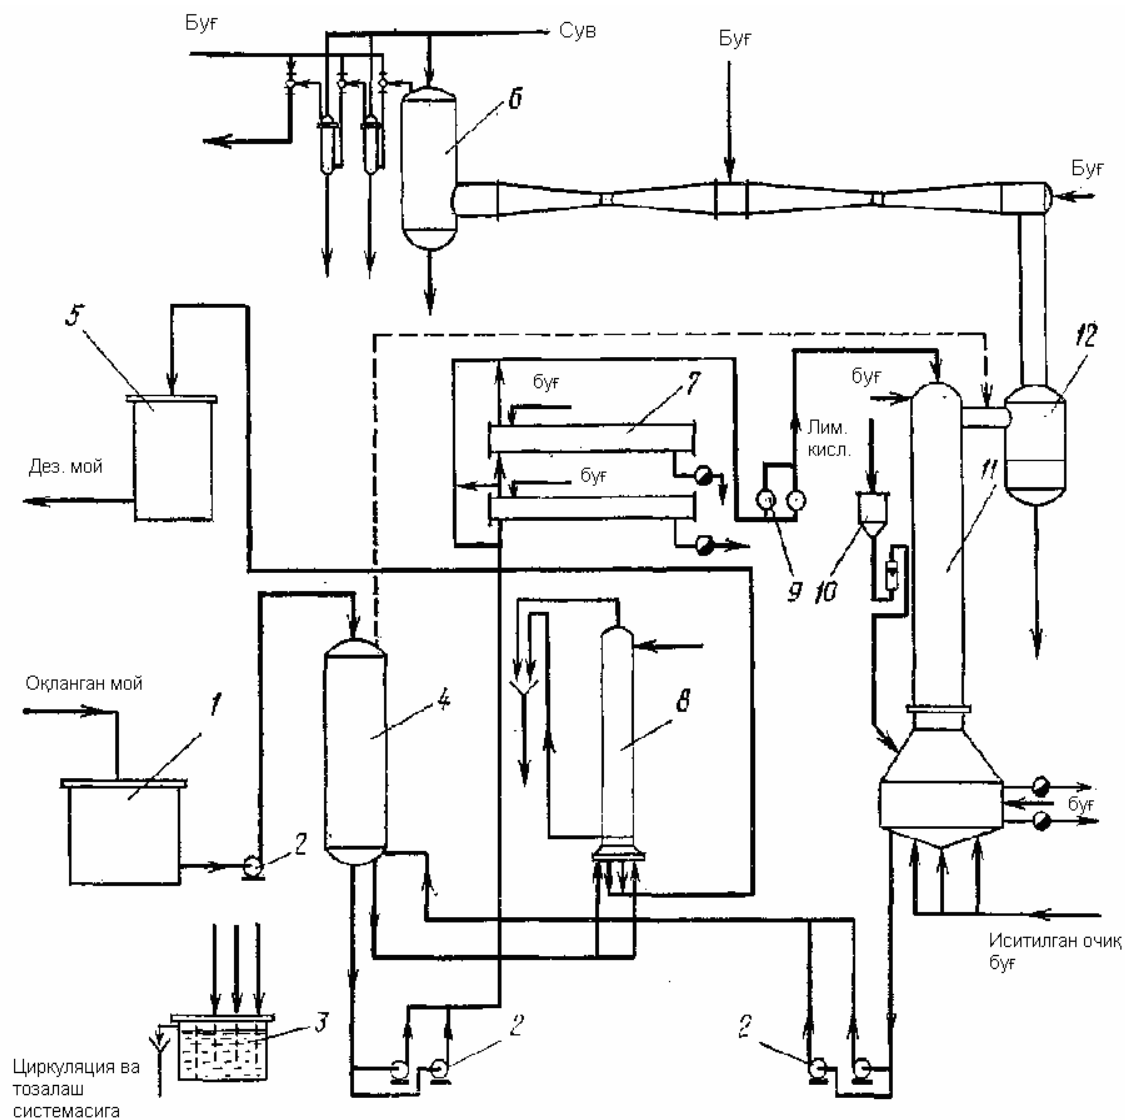 Буғ
Сув
Буғ
6
Буғ
5
12
7
буғ
буғ
Лим.
кисл.
Дез. мой
буғ
11
9
10
Оқланган мой
1
4
8
2
буғ
Иситилган очиқ
буғ
3
2
2
Циркуляция ва
тозалаш
системасига